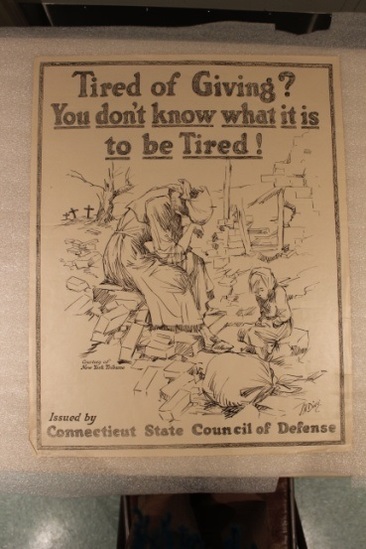 Tired of Giving?
You don't know what it is
to be Tired!
Courtesy of
New York Tribune
Issued by
Connecticut State Council of Defense